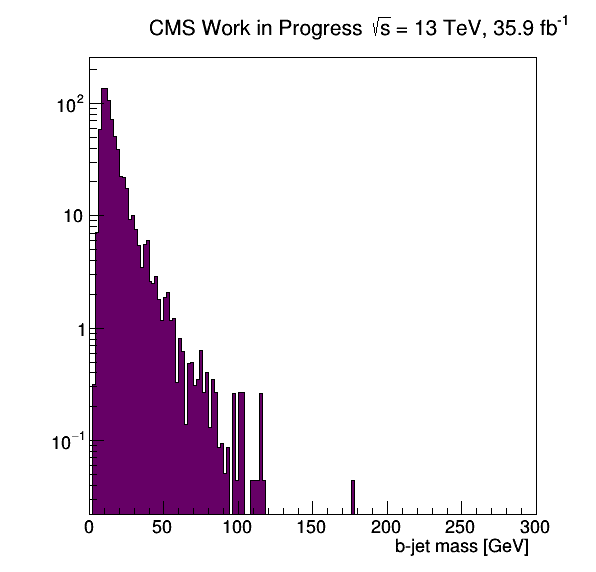 CMS Work in Progress √s = 13 TeV, 35.9 fb⁻¹
10²
10
1
10⁻¹
0 50 100 150 200 250 300
b-jet mass [GeV]